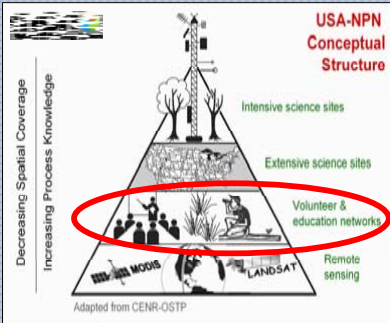 USA-NPN
Conceptual
Structure
Decreasing Spatial Coverage
Increasing Process Knowledge
Intensive science sites
Extensive science sites
Volunteer &
education networks
MODIS
LANDSAT
Remote
sensing
Adapted from CENR-OSTP